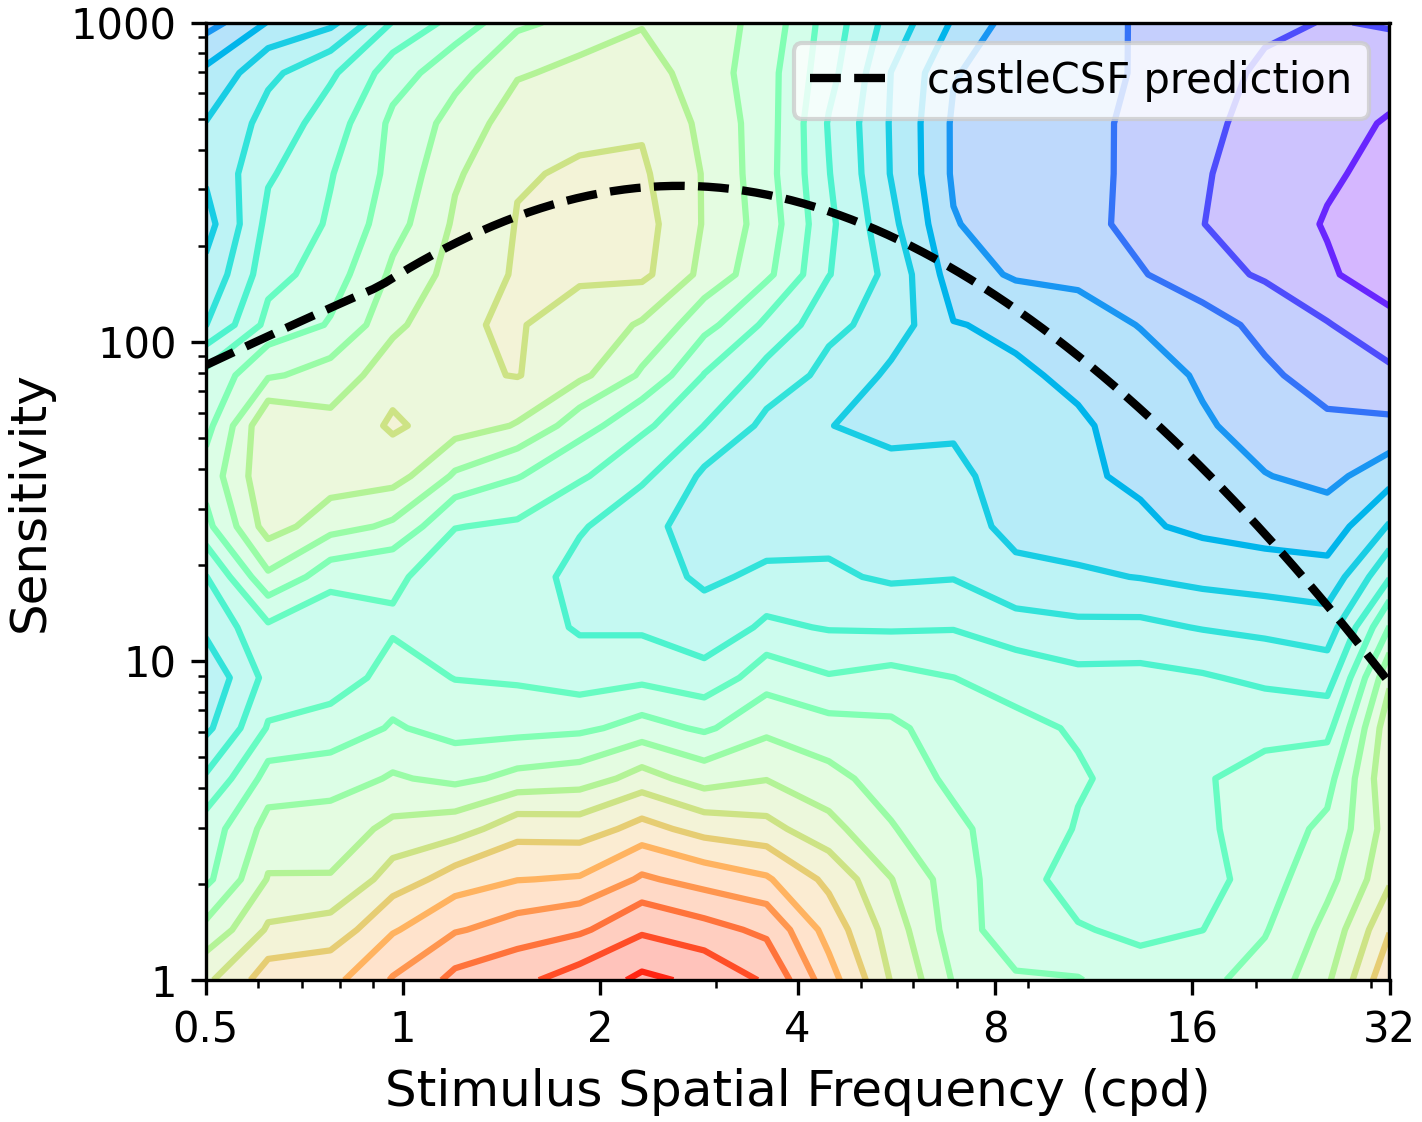 1000
100
10
1
Sensitivity
castleCSF prediction
0.5 1 2 4 8 16 32
Stimulus Spatial Frequency (cpd)